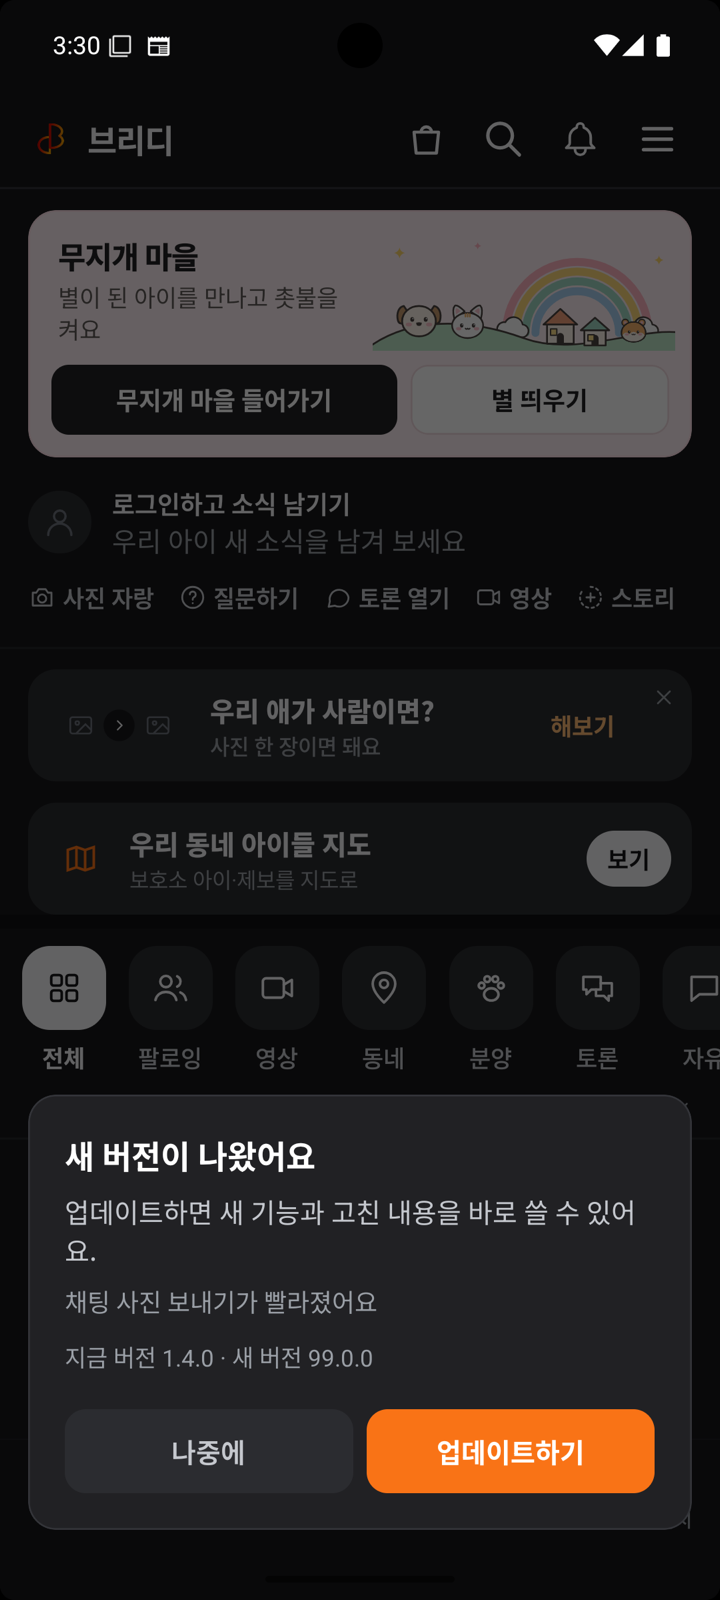 3:30
브리디
무지개 마을
별이 된 아이를 만나고 촛불을
켜요
무지개 마을 들어가기
별 띄우기
로그인하고 소식 남기기
우리 아이 새 소식을 남겨 보세요
사진 자랑
질문하기
토론 열기
영상
스토리
우리 애가 사람이면?
사진 한 장이면 돼요
해보기
우리 동네 아이들 지도
보호소 아이·제보를 지도로
보기
전체
팔로잉
영상
동네
분양
토론
자유
새 버전이 나왔어요
업데이트하면 새 기능과 고친 내용을 바로 쓸 수 있어
요.
채팅 사진 보내기가 빨라졌어요
지금 버전 1.4.0 · 새 버전 99.0.0
나중에
업데이트하기